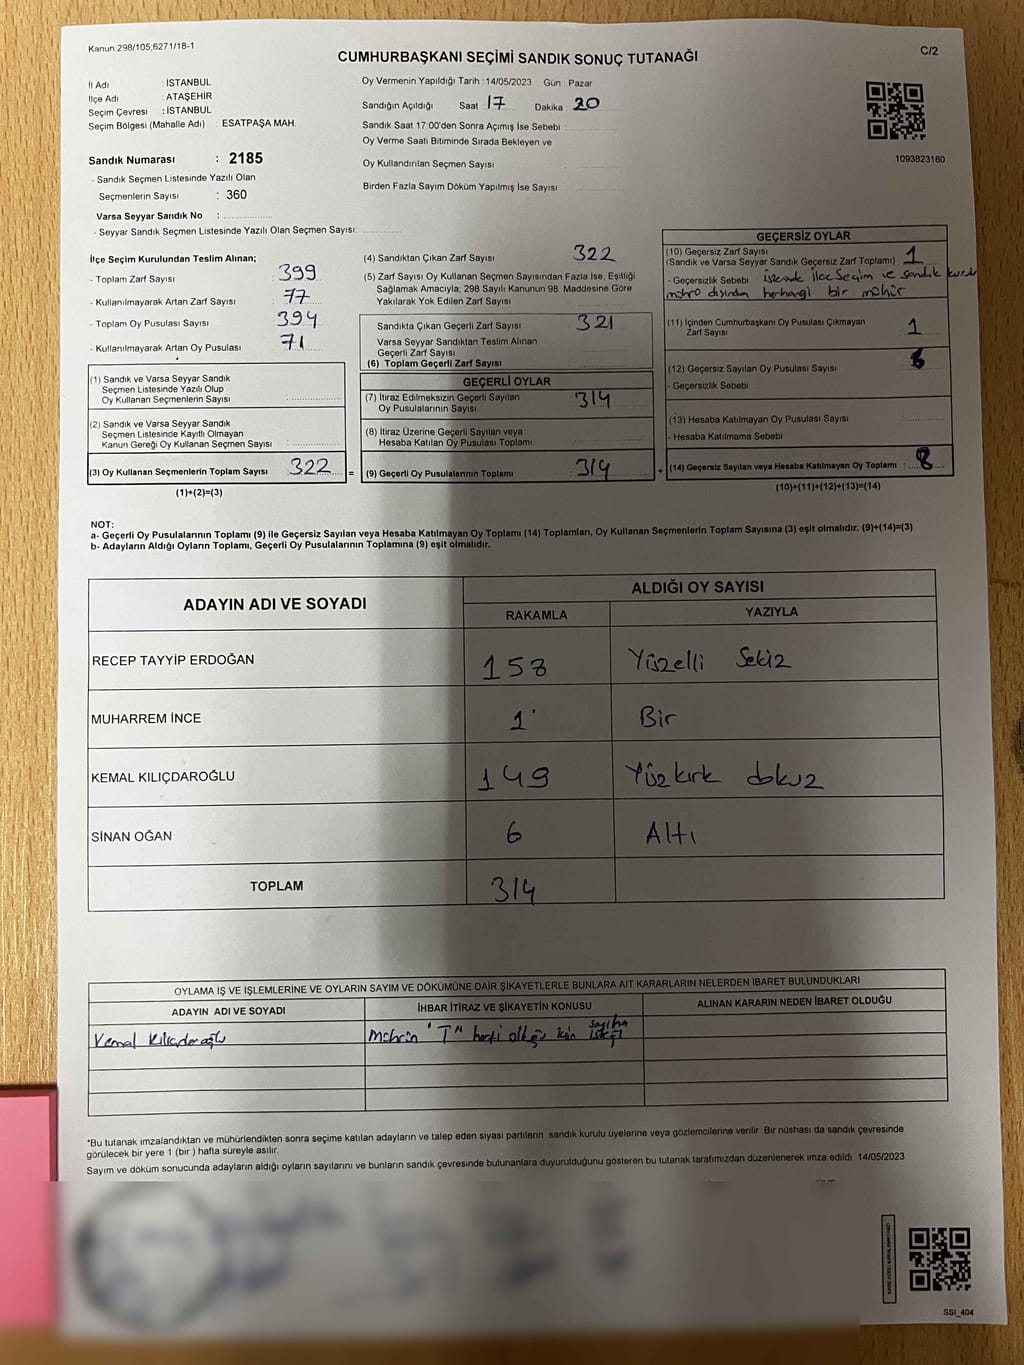 Kanun.298/105;6271/18-1
C/2
CUMHURBAŞKANI SEÇİMİ SANDIK SONUÇ TUTANAĞI
İl Adı : İSTANBUL
İlçe Adı : ATAŞEHİR
Seçim Çevresi : İSTANBUL
Seçim Bölgesi (Mahalle Adı) : ESATPAŞA MAH.
Sandık Numarası : 2185
- Sandık Seçmen Listesinde Yazılı Olan
Seçmenlerin Sayısı : 360
Varsa Seyyar Sandık No :
- Seyyar Sandık Seçmen Listesinde Yazılı Olan Seçmen Sayısı:
Oy Vermenin Yapıldığı Tarih : 14/05/2023 Gün Pazar
Sandığın Açıldığı Saat 17 Dakika 20
Sandık Saat 17:00'den Sonra Açımış İse Sebebi :
Oy Verme Saati Bitiminde Sırada Bekleyen ve
Oy Kullandırılan Seçmen Sayısı :
Birden Fazla Sayım Döküm Yapılmış İse Sayısı :
1093823180
İlçe Seçim Kurulundan Teslim Alınan;
- Toplam Zarf Sayısı : 399
- Kullanılmayarak Artan Zarf Sayısı : 77
- Toplam Oy Pusulası Sayısı : 394
- Kullanılmayarak Artan Oy Pusulası : 71
(1) Sandık ve Varsa Seyyar Sandık
Seçmen Listesinde Yazılı Olup
Oy Kullanan Seçmenlerin Sayısı :
(2) Sandık ve Varsa Seyyar Sandık
Seçmen Listesinde Kayıtlı Olmayan
Kanun Gereği Oy Kullanan Seçmen Sayısı :
(3) Oy Kullanan Seçmenlerin Toplam Sayısı : 322
=
(1)+(2)=(3)
(4) Sandıktan Çıkan Zarf Sayısı : 322
(5) Zarf Sayısı Oy Kullanan Seçmen Sayısından Fazla İse, Eşitliği
Sağlamak Amacıyla, 298 Sayılı Kanunun 98. Maddesine Göre
Yakılarak Yok Edilen Zarf Sayısı :
Sandıkta Çıkan Geçerli Zarf Sayısı : 321
Varsa Seyyar Sandıktan Teslim Alınan
Geçerli Zarf Sayısı :
(6) Toplam Geçerli Zarf Sayısı :
GEÇERLİ OYLAR
(7) İtiraz Edilmeksizin Geçerli Sayılan
Oy Pusulalarının Sayısı : 314
(8) İtiraz Üzerine Geçerli Sayılan veya
Hesaba Katılan Oy Pusulası Toplamı :
(9) Geçerli Oy Pusulalarının Toplamı : 314
+
GEÇERSİZ OYLAR
(10) Geçersiz Zarf Sayısı
(Sandık ve Varsa Seyyar Sandık Geçersiz Zarf Toplamı) : 1
- Geçersizlik Sebebi : üzerinde ilce Seçim ve sandık kurulu
mührü dışından herhangi bir mühür
(11) İçinden Cumhurbaşkanı Oy Pusulası Çıkmayan
Zarf Sayısı : 1
(12) Geçersiz Sayılan Oy Pusulası Sayısı :
- Geçersizlik Sebebi :
(13) Hesaba Katılmayan Oy Pusulası Sayısı :
- Hesaba Katılmama Sebebi :
(14) Geçersiz Sayılan veya Hesaba Katılmayan Oy Toplamı : 8
(10)+(11)+(12)+(13)=(14)
NOT:
a- Geçerli Oy Pusulalarının Toplamı (9) ile Geçersiz Sayılan veya Hesaba Katılmayan Oy Toplamı (14) Toplamları, Oy Kullanan Seçmenlerin Toplam Sayısına (3) eşit olmalıdır. (9)+(14)=(3)
b- Adayların Aldığı Oyların Toplamı, Geçerli Oy Pusulalarının Toplamına (9) eşit olmalıdır.
ADAYIN ADI VE SOYADI
ALDIĞI OY SAYISI
RAKAMLA YAZIYLA
RECEP TAYYİP ERDOĞAN 158 Yüzelli Sekiz
MUHARREM İNCE 1 Bir
KEMAL KILIÇDAROĞLU 149 Yüzkırk dokuz
SİNAN OĞAN 6 Altı
TOPLAM 314
OYLAMA İŞ VE İŞLEMLERİNE VE OYLARIN SAYIM VE DÖKÜMÜNE DAİR ŞİKAYETLERLE BUNLARA AİT KARARLARIN NELERDEN İBARET BULUNDUKLARI
ADAYIN ADI VE SOYADI İHBAR İTİRAZ VE ŞİKAYETİN KONUSU ALINAN KARARIN NEDEN İBARET OLDUĞU
Kemal Kılıçdaroğlu Mührün "T" harfi olduğu için
*Bu tutanak imzalandıktan ve mühürlendikten sonra seçime katılan adayların ve talep eden siyasi partilerin sandık kurulu üyelerine veya gözlemcilerine verilir. Bir nüshası da sandık çevresinde
görülecek bir yere 1 (bir ) hafta süreyle asılır.
Sayım ve döküm sonucunda adayların aldığı oyların sayılarını ve bunların sandık çevresinde bulunanlara duyurulduğunu gösteren bu tutanak tarafımızdan düzenlenerek imza edildi. 14/05/2023
SSI_404